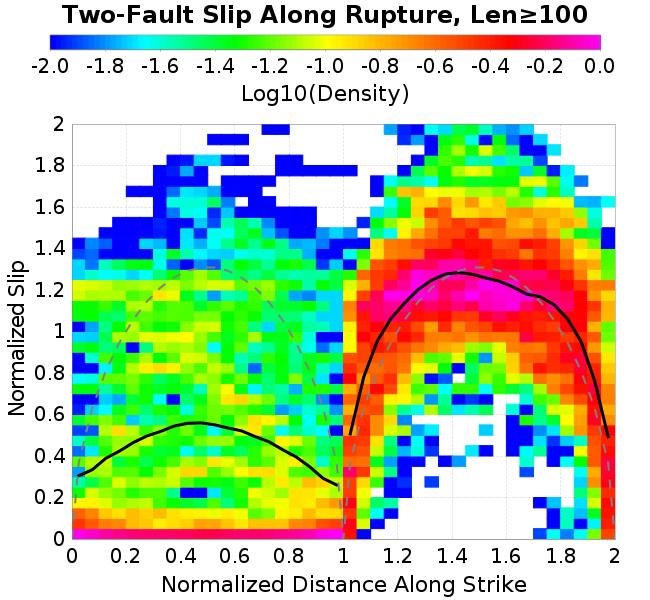 Two-Fault Slip Along Rupture, Len≥100
-2.0 -1.8 -1.6 -1.4 -1.2 -1.0 -0.8 -0.6 -0.4 -0.2 0.0
Log10(Density)
2
1.8
1.6
1.4
1.2
1
0.8
0.6
0.4
0.2
0
Normalized Slip
0 0.2 0.4 0.6 0.8 1 1.2 1.4 1.6 1.8 2
Normalized Distance Along Strike